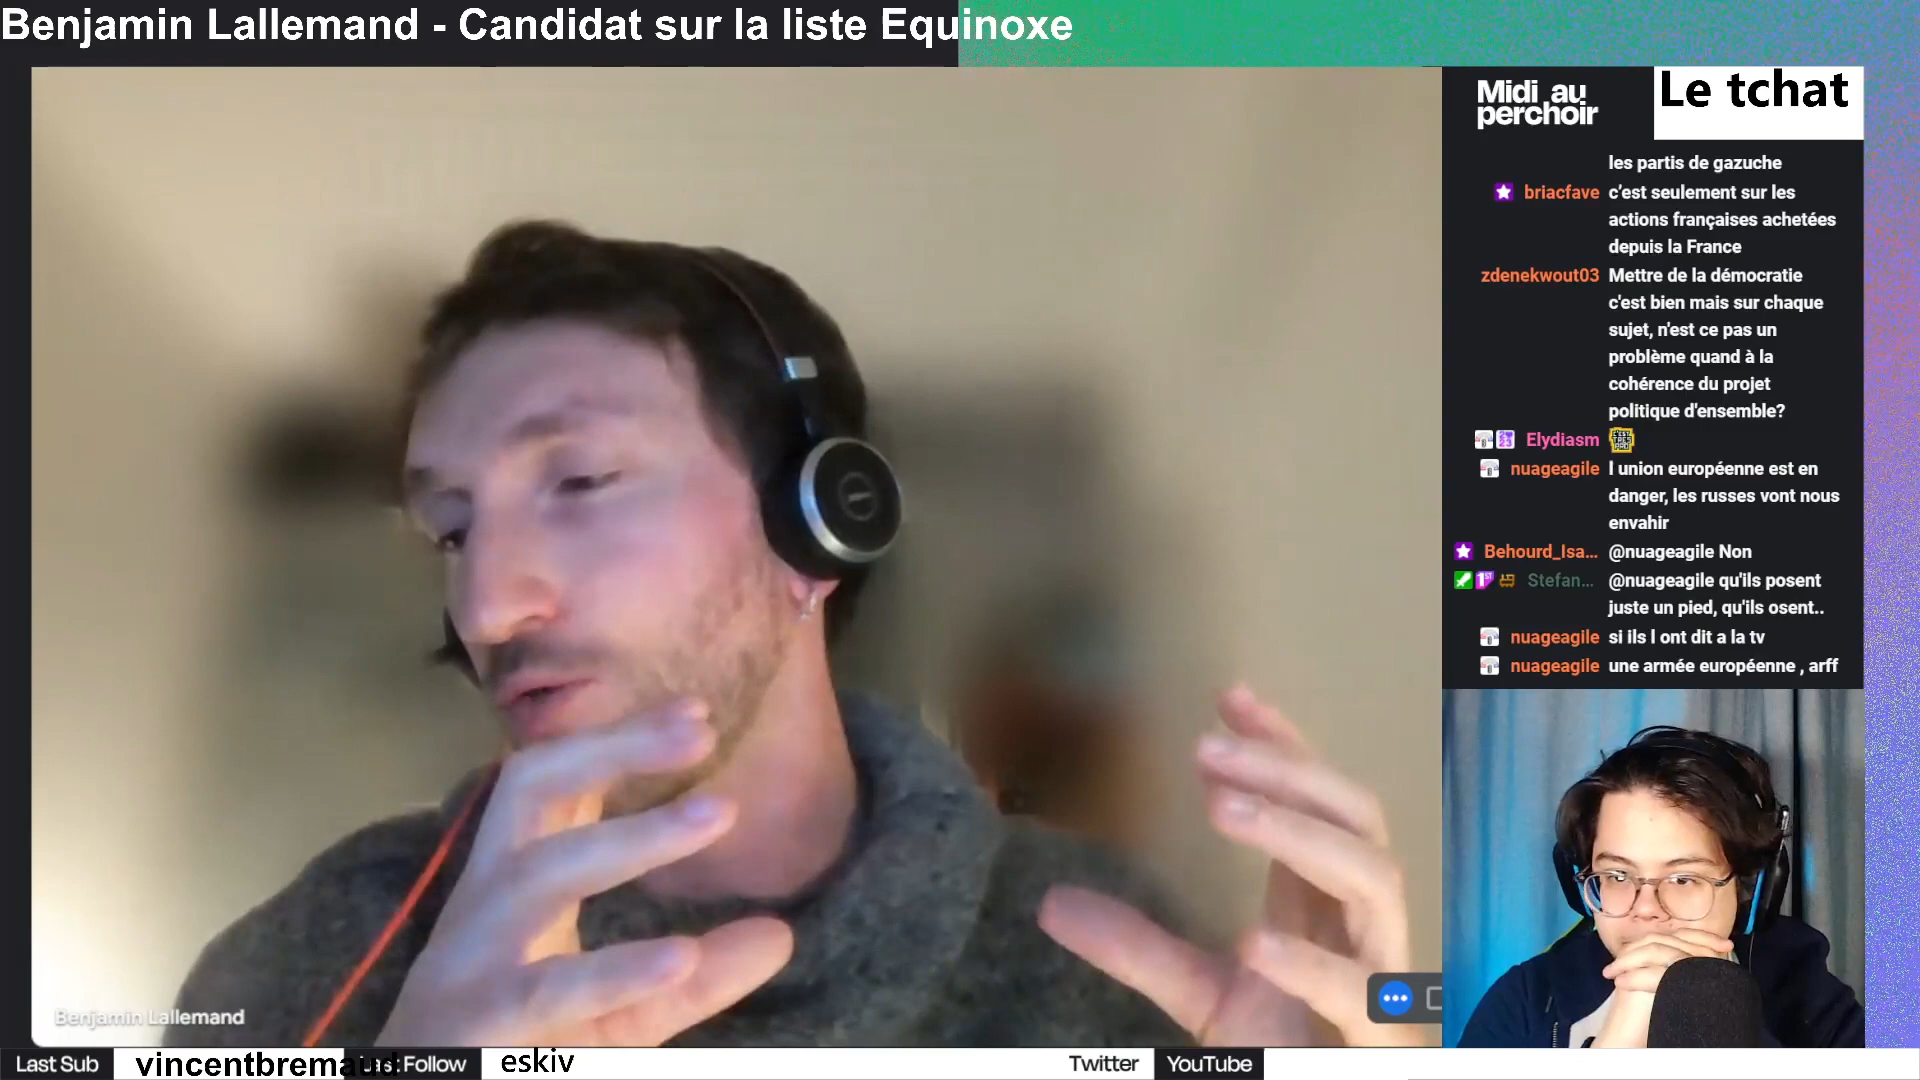 Benjamin Lallemand - Candidat sur la liste Equinoxe
Midi au
perchoir
Le tchat
les partis de gazuche
briacfave c'est seulement sur les
actions françaises achetées
depuis la France
zdenekwout03 Mettre de la démocratie
c'est bien mais sur chaque
sujet, n'est ce pas un
problème quand à la
cohérence du projet
politique d'ensemble?
Elydiasm
nuageagile l union européenne est en
danger, les russes vont nous
envahir
Behourd_Isa... @nuageagile Non
Stefan... @nuageagile qu'ils posent
juste un pied, qu'ils osent..
nuageagile si ils l ont dit a la tv
nuageagile une armée européenne , arff
Benjamin Lallemand
Last Sub vincentbremaud Last Follow eskiv Twitter YouTube